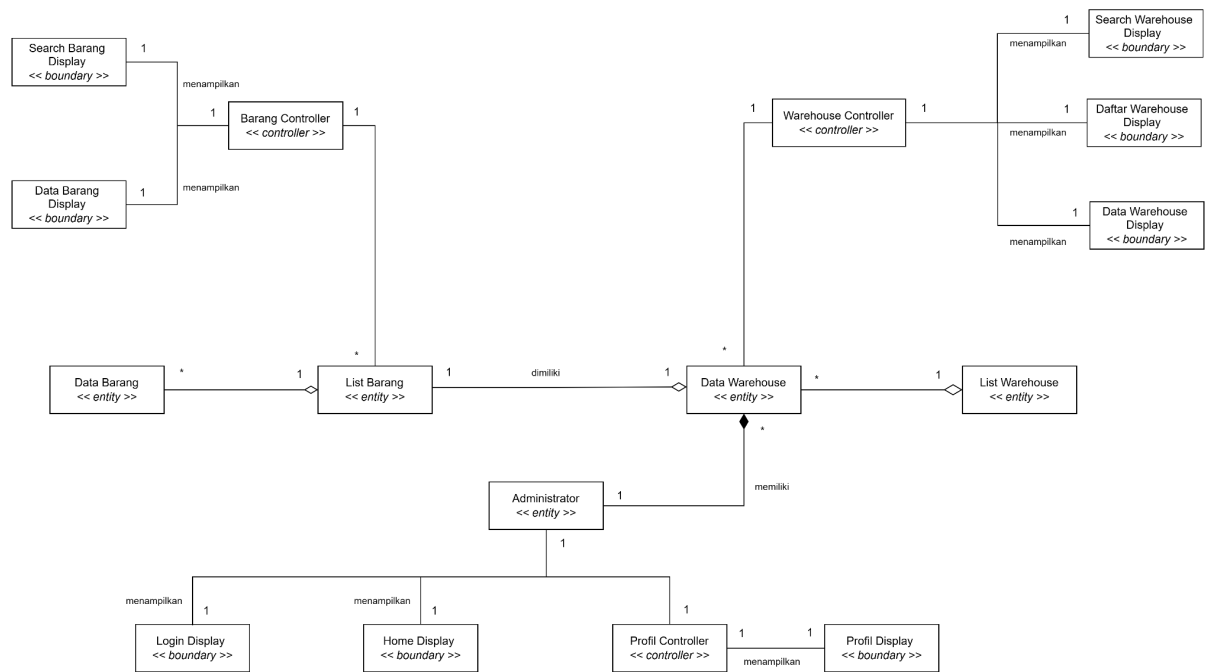 1
Search Warehouse
Display
<< boundary >>
menampilkan
Search Barang
Display
<< boundary >>
1
menampilkan
1
Barang Controller
<< controller >>
1
1
Warehouse Controller
<< controller >>
1
1
menampilkan
Daftar Warehouse
Display
<< boundary >>
Data Barang
Display
<< boundary >>
1
menampilkan
1
menampilkan
Data Warehouse
Display
<< boundary >>
*
*
Data Barang
<< entity >>
*
1
List Barang
<< entity >>
1
dimiliki
1
Data Warehouse
<< entity >>
*
1
List Warehouse
<< entity >>
*
memiliki
Administrator
<< entity >>
1
1
menampilkan
1
menampilkan
1
1
Login Display
<< boundary >>
Home Display
<< boundary >>
Profil Controller
<< controller >>
1
1
menampilkan
Profil Display
<< boundary >>